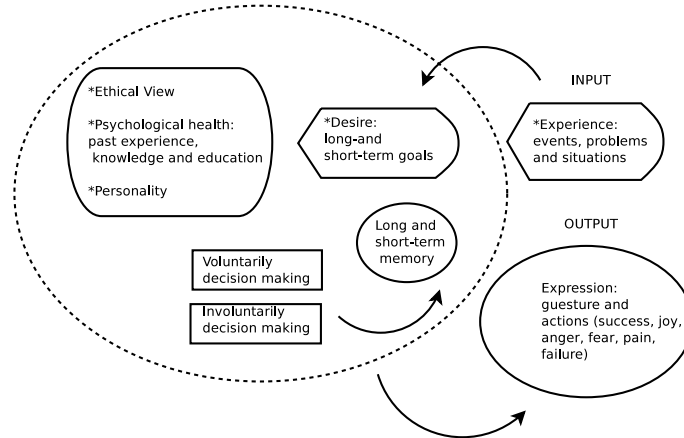 *Ethical View
*Psychological health:
past experience,
knowledge and education
*Personality
*Desire:
long-and
short-term goals
INPUT
*Experience:
events, problems
and situations
Long and
short-term
memory
Voluntarily
decision making
Involuntarily
decision making
OUTPUT
Expression:
guesture and
actions (success, joy,
anger, fear, pain,
failure)